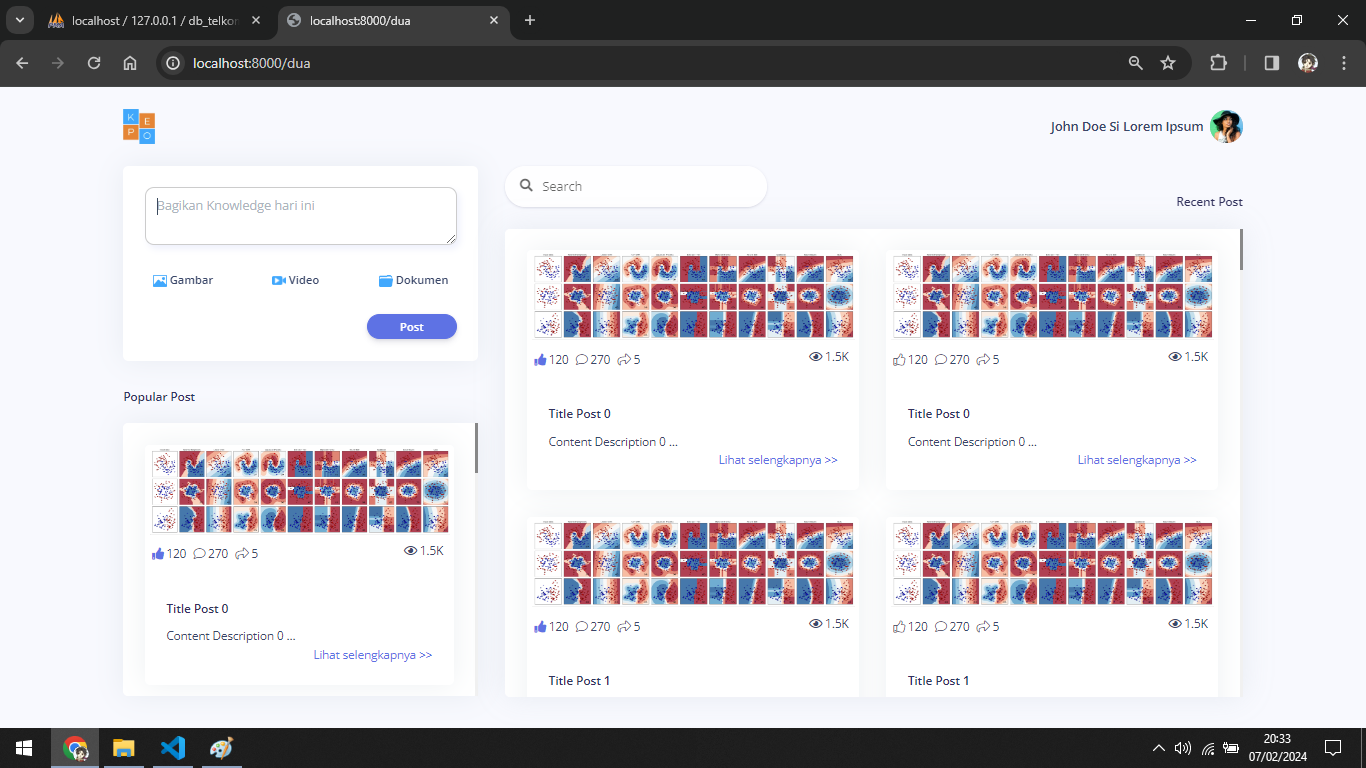 localhost / 127.0.0.1 / db_telkon
localhost:8000/dua
localhost:8000/dua
K E P O
John Doe Si Lorem Ipsum
Bagikan Knowledge hari ini
Gambar Video Dokumen
Post
Popular Post
120 270 5 1.5K
Title Post 0
Content Description 0 ...
Lihat selengkapnya >>
Search
Recent Post
120 270 5 1.5K
Title Post 0
Content Description 0 ...
Lihat selengkapnya >>
120 270 5 1.5K
Title Post 0
Content Description 0 ...
Lihat selengkapnya >>
120 270 5 1.5K
Title Post 1
120 270 5 1.5K
Title Post 1
20:33
07/02/2024